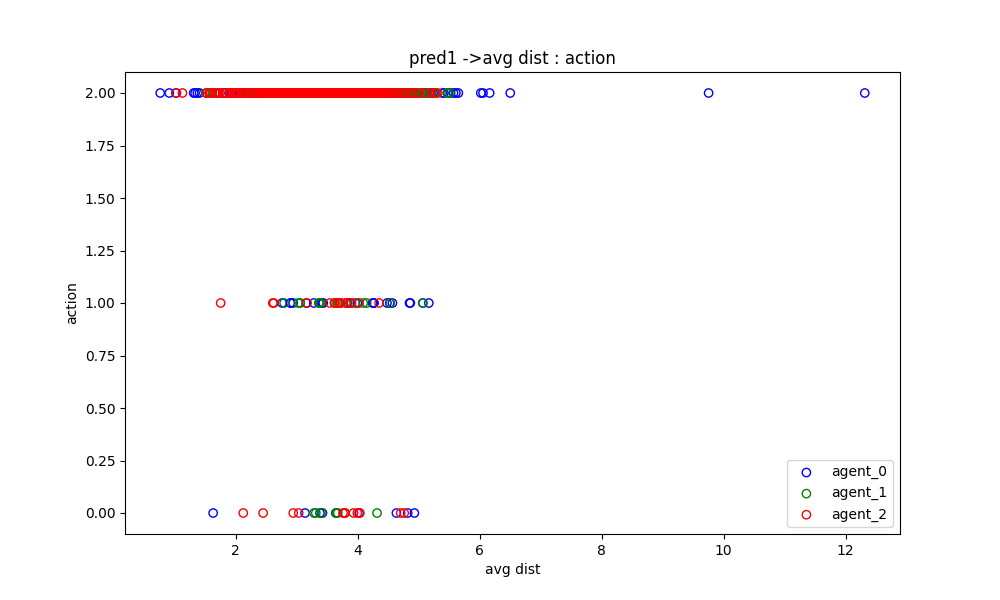 pred1 ->avg dist : action
action
2.00
1.75
1.50
1.25
1.00
0.75
0.50
0.25
0.00
2 4 6 8 10 12
avg dist
agent_0
agent_1
agent_2